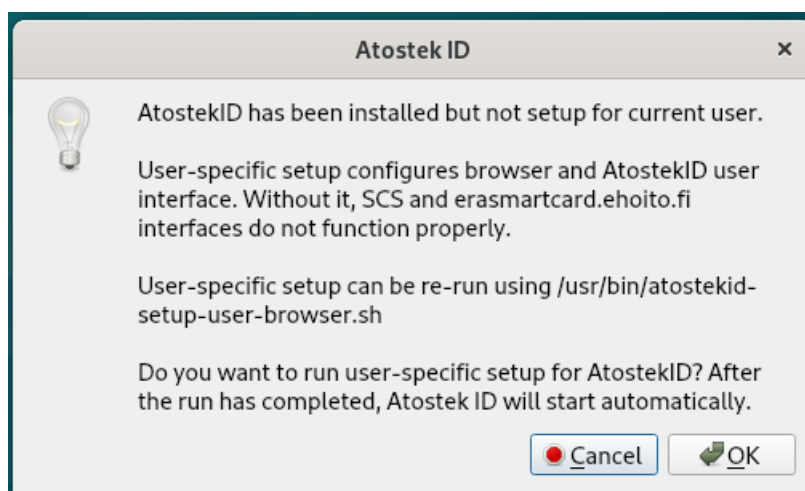 Atostek ID
AtostekID has been installed but not setup for current user.
User-specific setup configures browser and AtostekID user
interface. Without it, SCS and erasmartcard.ehoito.fi
interfaces do not function properly.
User-specific setup can be re-run using /usr/bin/atostekid-
setup-user-browser.sh
Do you want to run user-specific setup for AtostekID? After
the run has completed, Atostek ID will start automatically.
Cancel OK